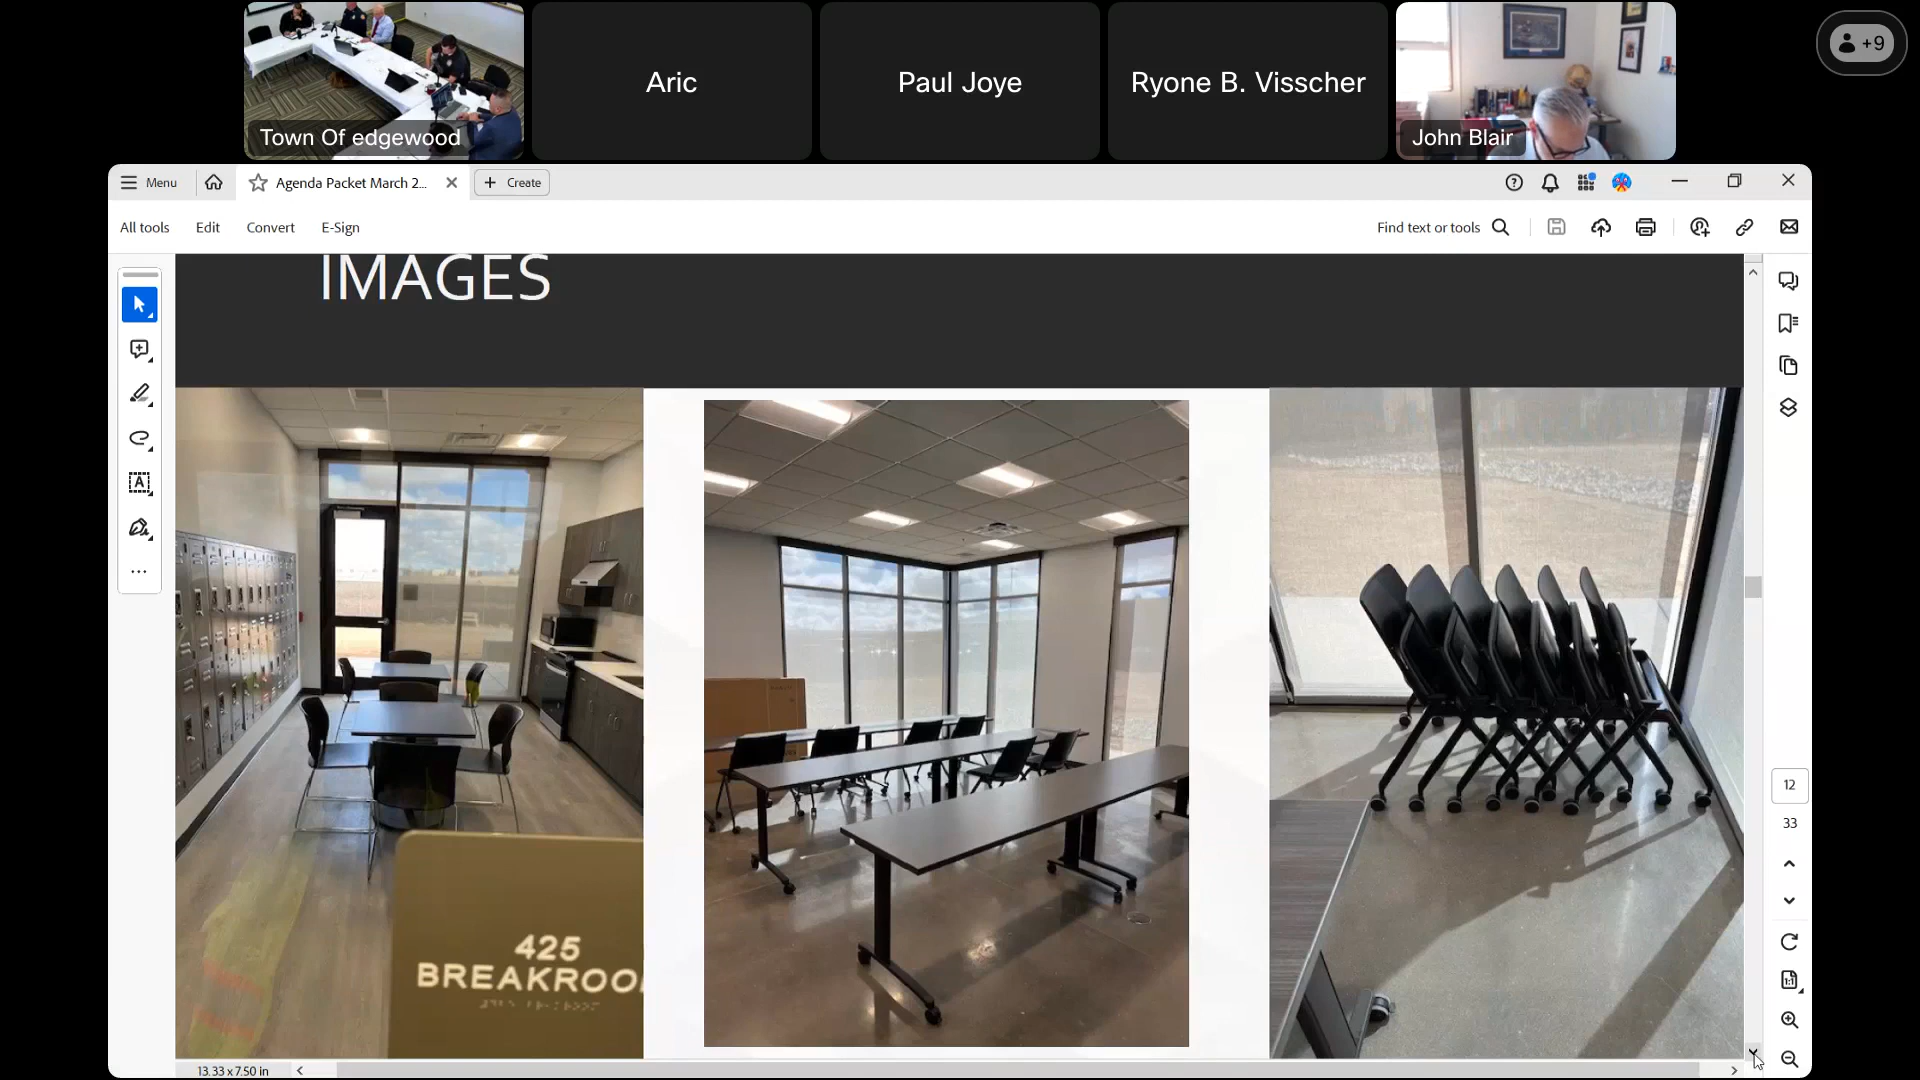 Town Of edgewood
Aric
Paul Joye
Ryone B. Visscher
John Blair
+9
Menu
Agenda Packet March 2...
Create
All tools
Edit
Convert
E-Sign
Find text or tools
IMAGES
425
BREAKROO
12
33
13.33 x 7.50 in